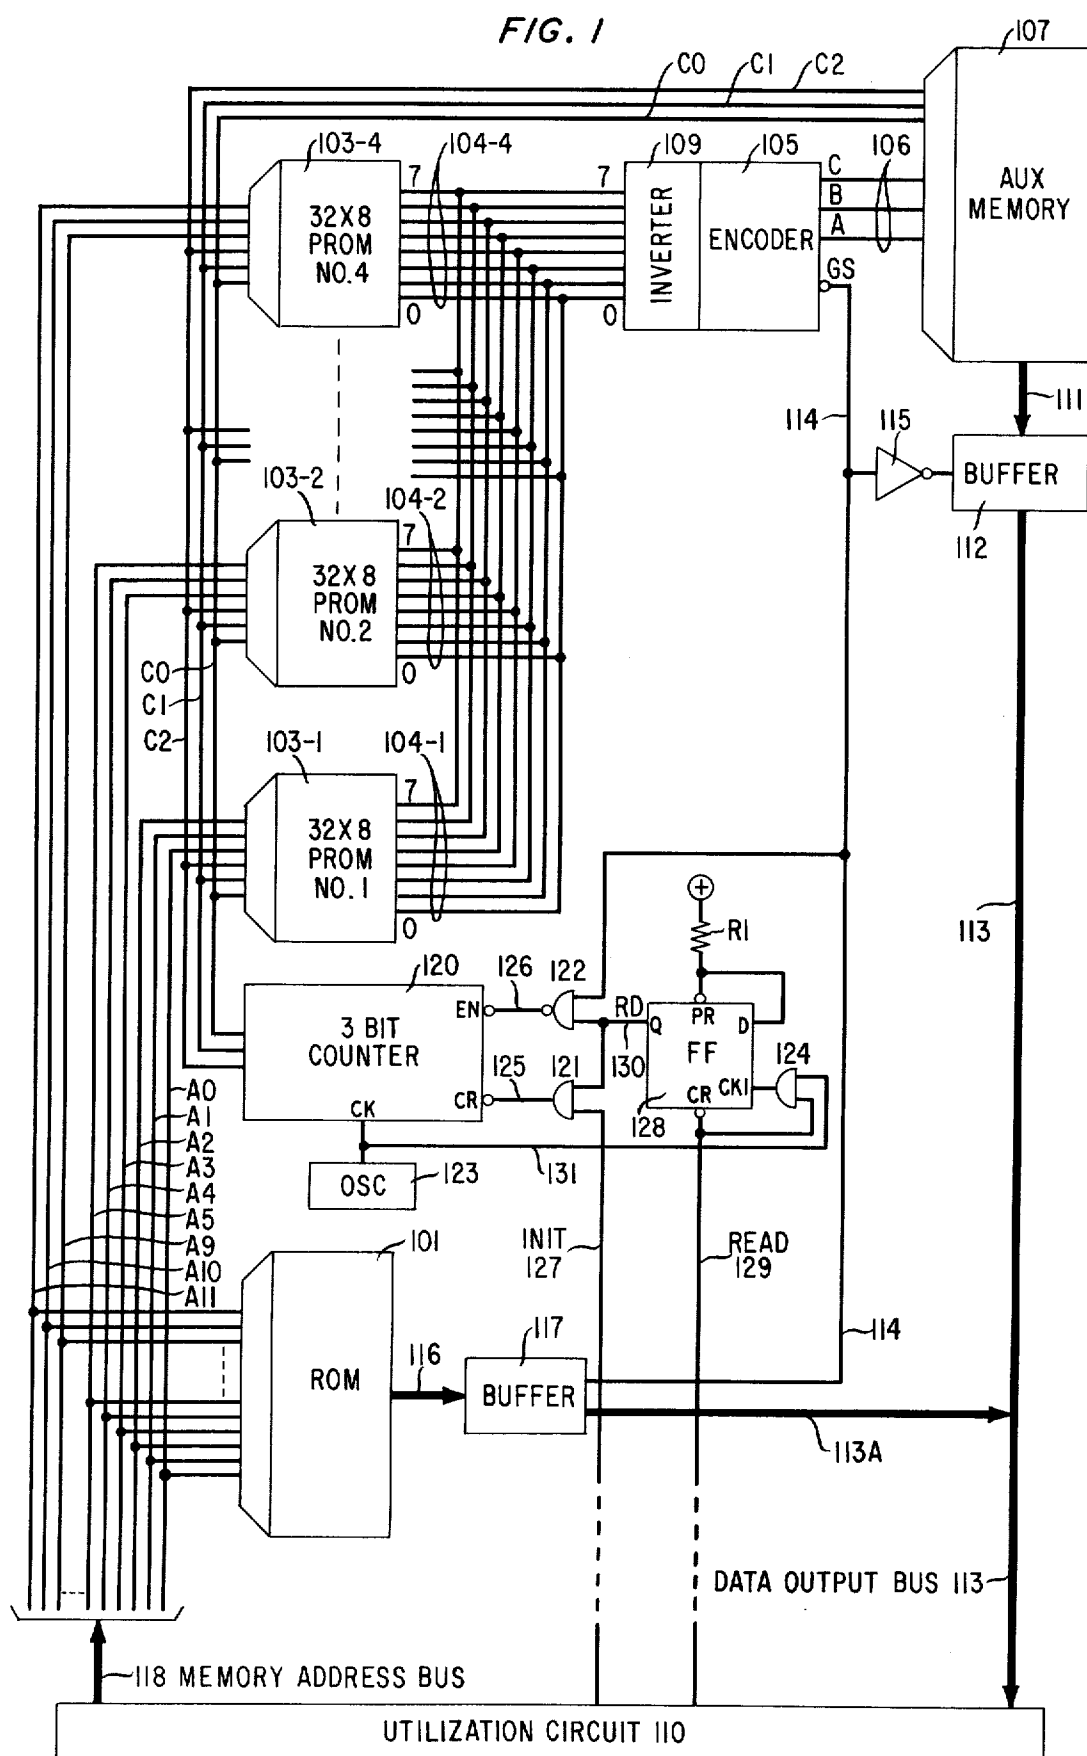 FIG. 1
107
C0
C1
C2
103-4
104-4
109
105
106
7
7
C
B
A
AUX
MEMORY
32X8
PROM
NO.4
INVERTER
ENCODER
GS
0
0
111
114
115
BUFFER
112
103-2
104-2
7
32X8
PROM
NO.2
0
C0
C1
C2
103-1
104-1
7
32X8
PROM
NO.1
0
R1
113
120
126
122
EN
RD
Q
PR
D
3 BIT
COUNTER
FF
130
124
125
121
CK1
CR
CR
128
CK
131
OSC
123
A0
A1
A2
A3
A4
A5
A9
A10
A11
101
INIT
127
READ
129
117
114
ROM
116
BUFFER
113A
DATA OUTPUT BUS 113
118 MEMORY ADDRESS BUS
UTILIZATION CIRCUIT 110